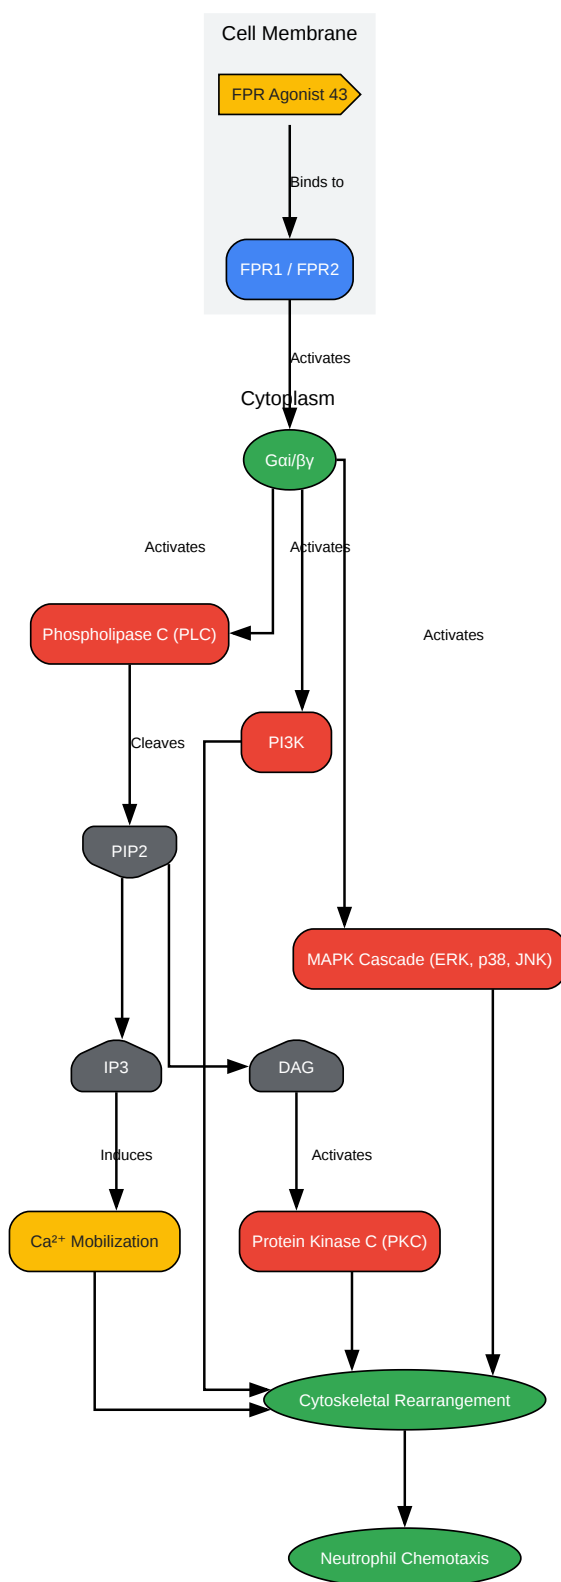 Cell Membrane
FPR Agonist 43
Binds to
FPR1 / FPR2
Activates
Cytoplasm
Gαi/βγ
Activates
Activates
Activates
Phospholipase C (PLC)
PI3K
Cleaves
PIP2
MAPK Cascade (ERK, p38, JNK)
IP3
DAG
Induces
Activates
Ca²⁺ Mobilization
Protein Kinase C (PKC)
Cytoskeletal Rearrangement
Neutrophil Chemotaxis